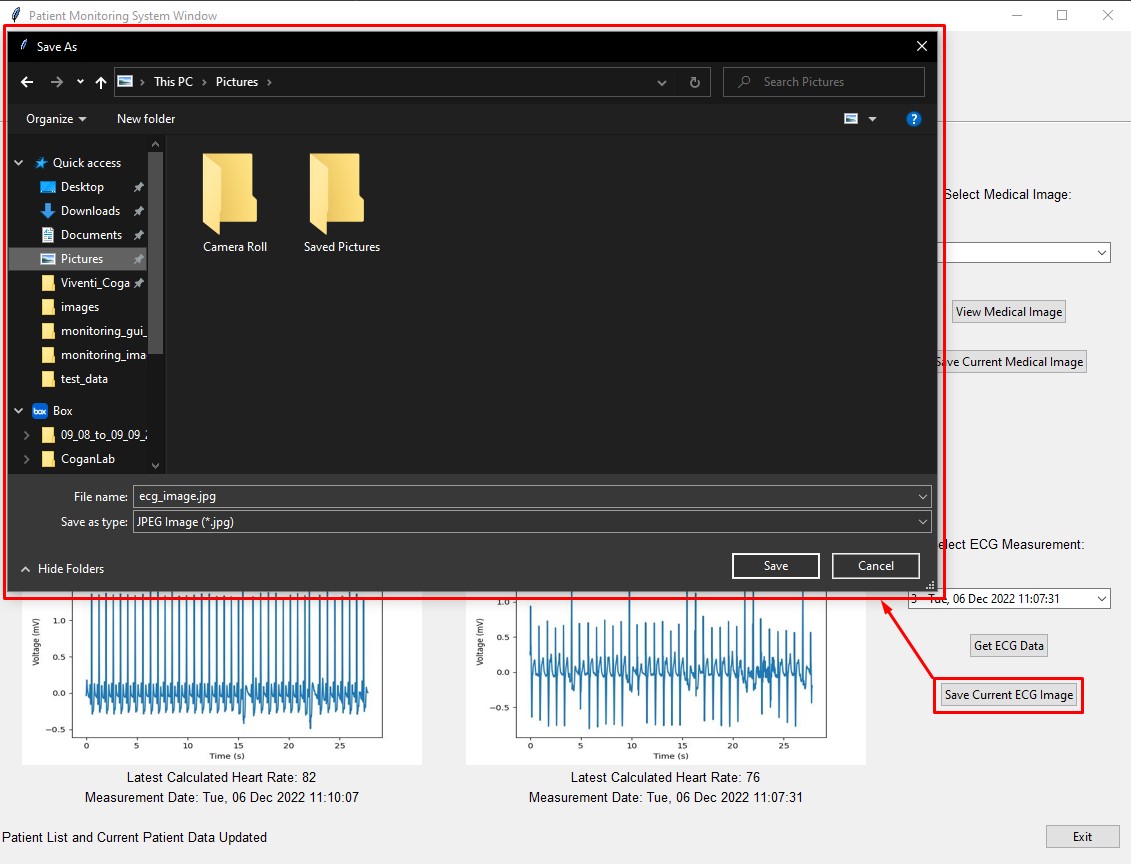 Patient Monitoring System Window
Save As
This PC > Pictures >
Search Pictures
Organize
New folder
?
Quick access
Desktop
Downloads
Documents
Pictures
Viventi_Coga
images
monitoring_gui_
monitoring_ima
test_data
box Box
09_08_to_09_09_2
CoganLab
Camera Roll
Saved Pictures
File name: ecg_image.jpg
Save as type: JPEG Image (*.jpg)
Hide Folders
Save
Cancel
Select Medical Image:
View Medical Image
Save Current Medical Image
elect ECG Measurement:
3 - Tue, 06 Dec 2022 11:07:31
Get ECG Data
Save Current ECG Image
Voltage (mV)
1.0
0.5
0.0
−0.5
0 5 10 15 20 25
Time (s)
Latest Calculated Heart Rate: 82
Measurement Date: Tue, 06 Dec 2022 11:10:07
Voltage (mV)
1.0
0.5
0.0
−0.5
0 5 10 15 20 25
Time (s)
Latest Calculated Heart Rate: 76
Measurement Date: Tue, 06 Dec 2022 11:07:31
Patient List and Current Patient Data Updated
Exit